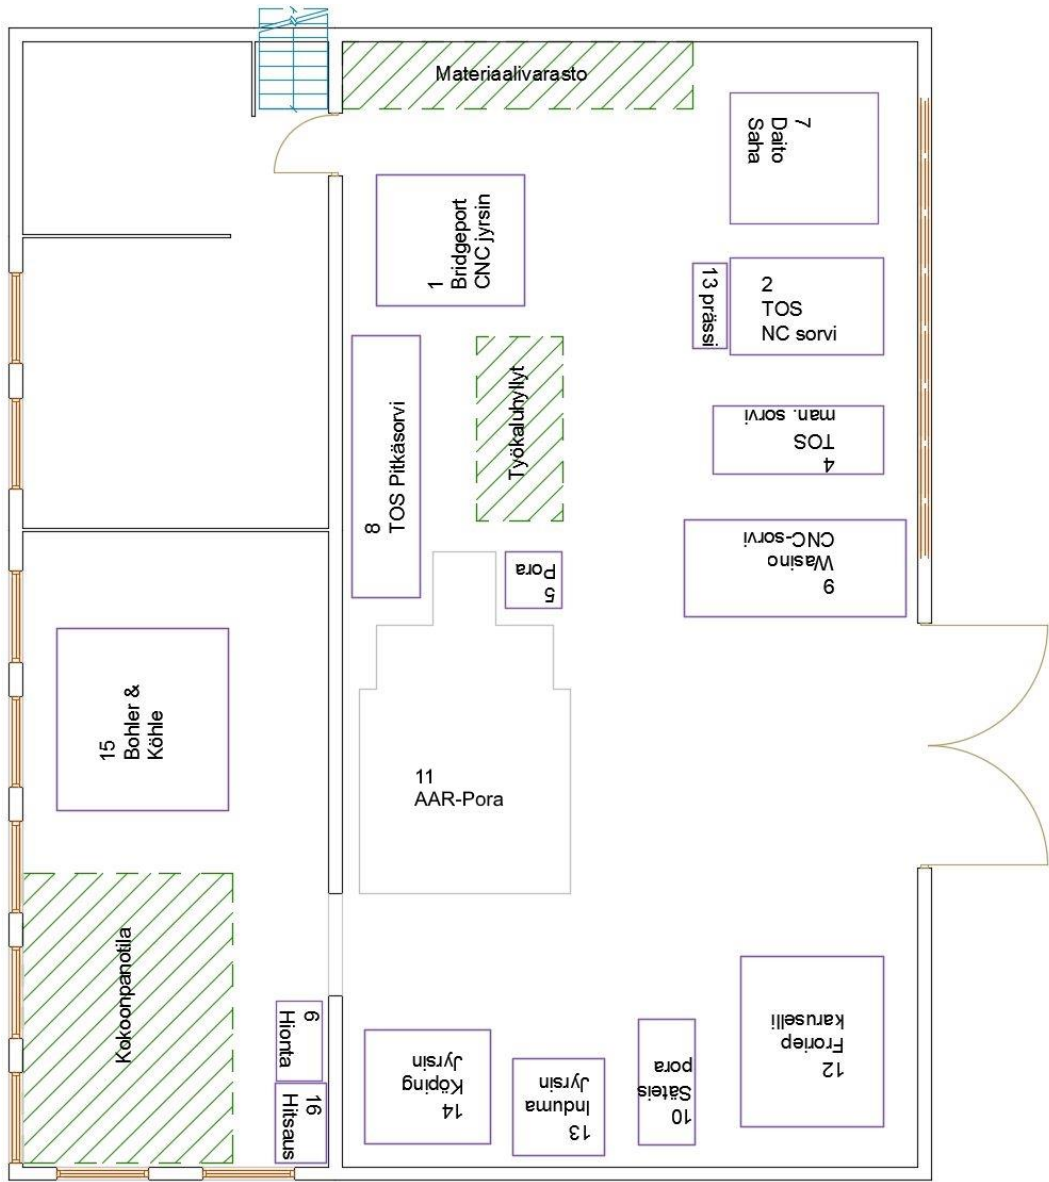 Materiaalivarasto
7
Daito
Saha
1
Bridgeport
CNC jyrsin
13 prässi
2
TOS
NC sorvi
Työkaluhyllyt
8
TOS Pitkäsorvi
4
TOS
man. sorvi
9
Wasino
CNC-sorvi
5
Pora
15
Bohler &
Köhle
11
AAR-Pora
Kokoonpanotila
6
Hionta
16
Hitsaus
14
Köping
Jyrsin
13
Induma
Jyrsin
10
Säteis
pora
12
Froriep
karuselli